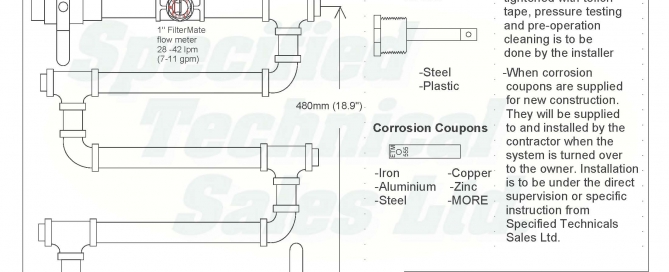 1" FilterMate
flow meter
28 -42 lpm
(7-11 gpm)
480mm (18.9")
-Steel
-Plastic
Corrosion Coupons
ETM
555
-Iron
-Aluminium
-Steel
-Copper
-Zinc
-MORE
tightened with teflon
tape, pressure testing
and pre-operation
cleaning is to be
done by the installer
-When corrosion
coupons are supplied
for new construction.
They will be supplied
to and installed by the
contractor when the
system is turned over
to the owner. Installation
is to be under the direct
supervision or specific
instruction from
Specified Technicals
Sales Ltd.
Specified
Technical
Sales Ltd